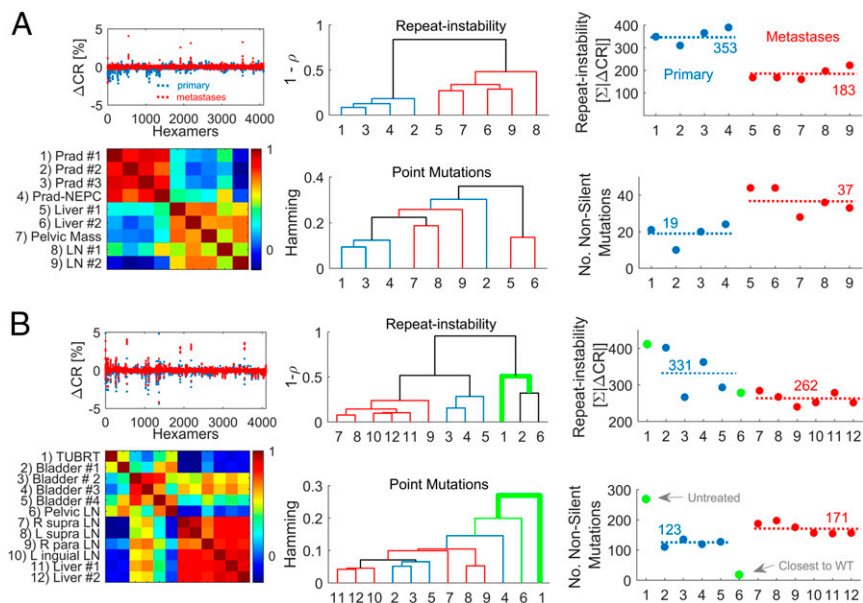 A
5
0
-5
ΔCR [%]
primary
metastases
0 1000 2000 3000 4000
Hexamers
1) Prad #1
2) Prad #2
3) Prad #3
4) Prad-NEPC
5) Liver #1
6) Liver #2
7) Pelvic Mass
8) LN #1
9) LN #2
1
0
Repeat-instability
1 - ρ
1
0.5
0
1 3 4 2 5 7 6 9 8
Point Mutations
Hamming
0.4
0.2
0
1 3 4 7 8 9 2 5 6
Repeat-instability
[Σ|ΔCR|]
400
300
200
100
0
353
Primary
Metastases
183
1 2 3 4 5 6 7 8 9
No. Non-Silent
Mutations
40
20
0
19
37
1 2 3 4 5 6 7 8 9
B
5
0
-5
ΔCR [%]
0 1000 2000 3000 4000
Hexamers
1) TUBRT
2) Bladder #1
3) Bladder # 2
4) Bladder #3
5) Bladder #4
6) Pelvic LN
7) R supra LN
8) L supra LN
9) R para LN
10) L ingual LN
11) Liver #1
12) Liver #2
1
0
Repeat-instability
1-ρ
1
0.5
0
7 8 10 12 11 9 3 4 5 1 2 6
Point Mutations
Hamming
0.3
0.2
0.1
0
11 12 2 3 5 7 10 8 9 4 6 1
Repeat-instability
[Σ|ΔCR|]
400
300
200
331
262
1 2 3 4 5 6 7 8 9 10 11 12
No. Non-Silent
Mutations
300
200
100
0
Untreated
123
171
Closest to WT
1 2 3 4 5 6 7 8 9 10 11 12